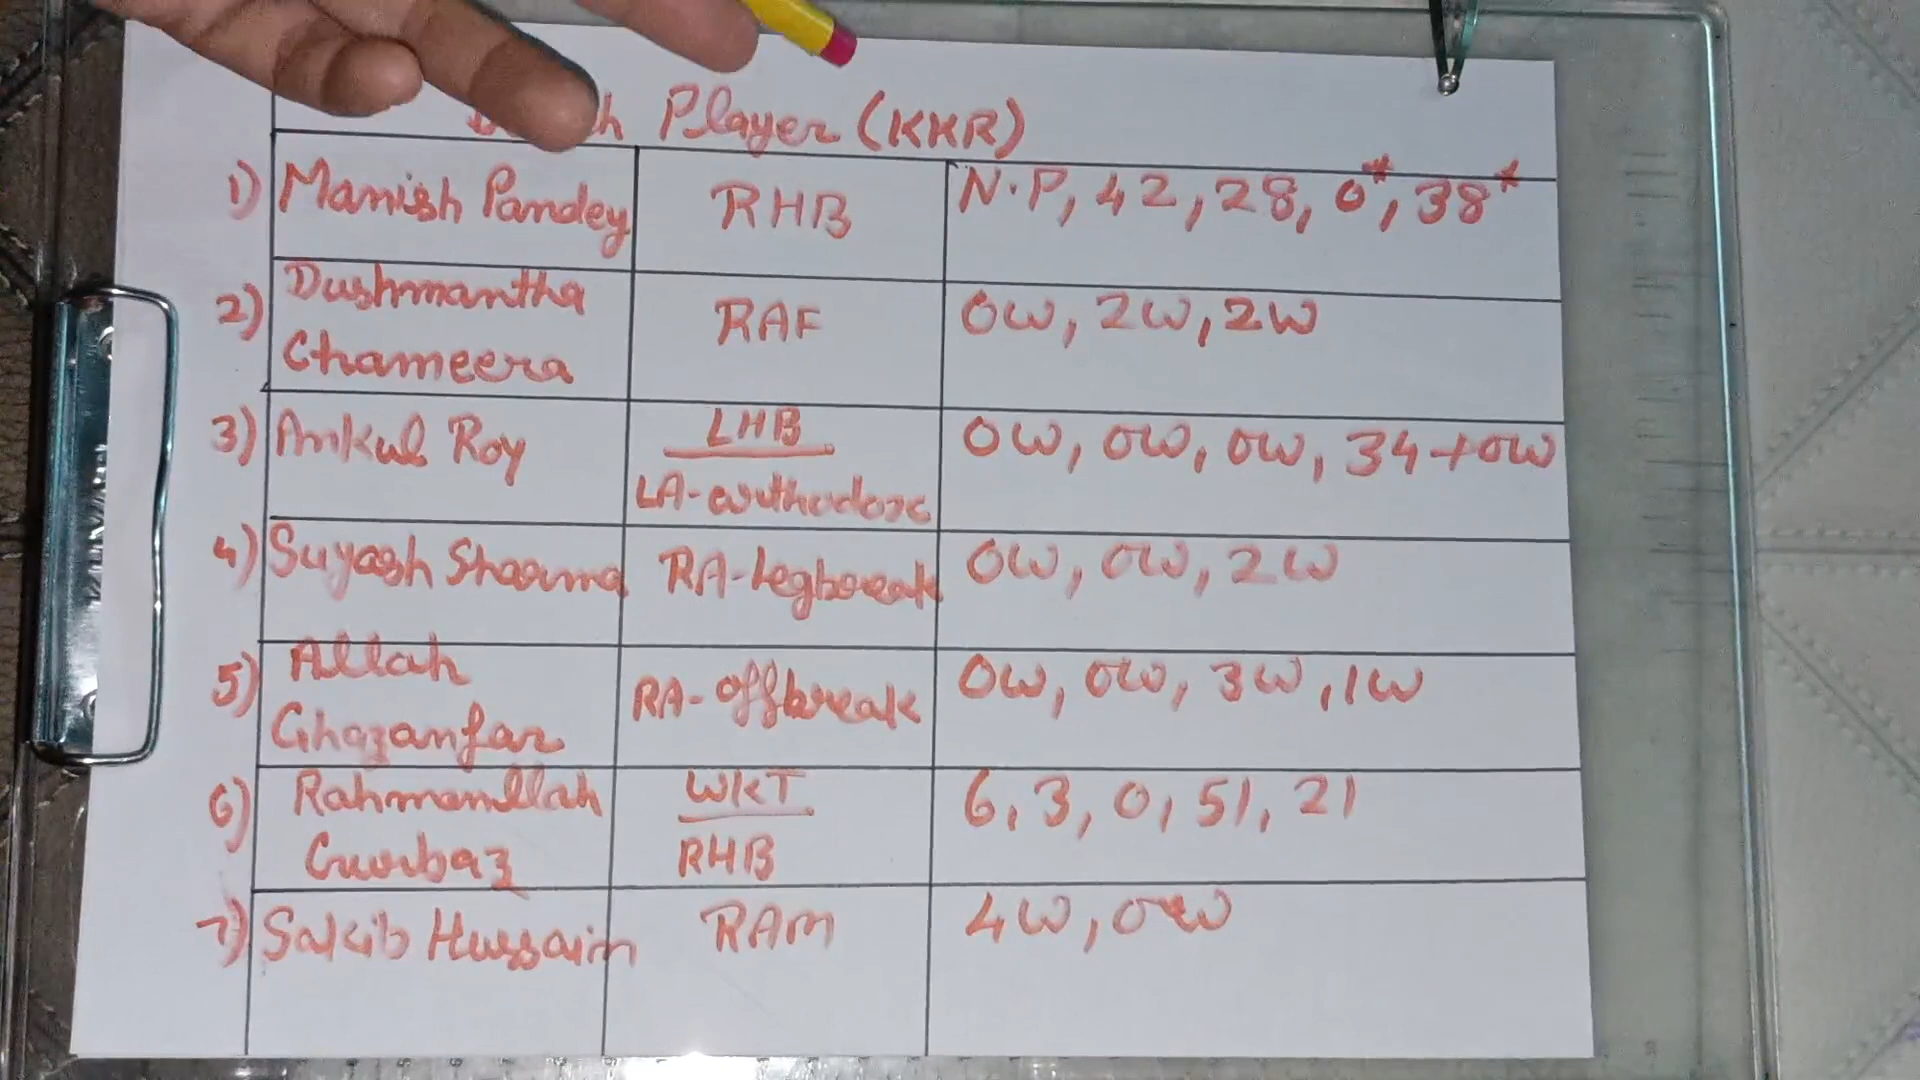 Player (KKR)
1) Manish Pandey RHB N.P, 42, 28, 0*, 38*
2) Dushmantha Chameera RAF 0W, 2W, 2W
3) Ankul Roy LHB LA-orthodox 0W, 0W, 0W, 34+0W
4) Suyash Sharma RA-Legbreak 0W, 0W, 2W
5) Allah Ghazanfar RA-offbreak 0W, 0W, 3W, 1W
6) Rahmanullah Gurbaz WKT RHB 6, 3, 0, 51, 21
7) Sakib Hussain RAM 4W, 0W